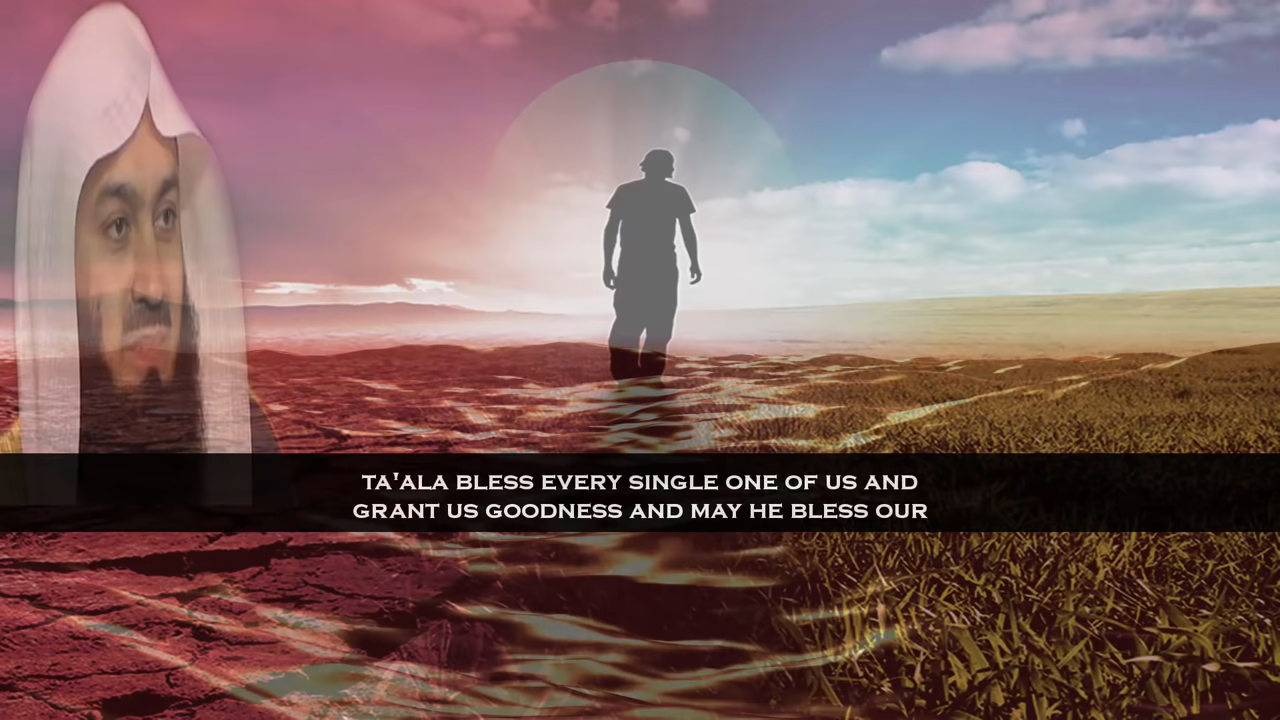 TA'ALA BLESS EVERY SINGLE ONE OF US AND
GRANT US GOODNESS AND MAY HE BLESS OUR